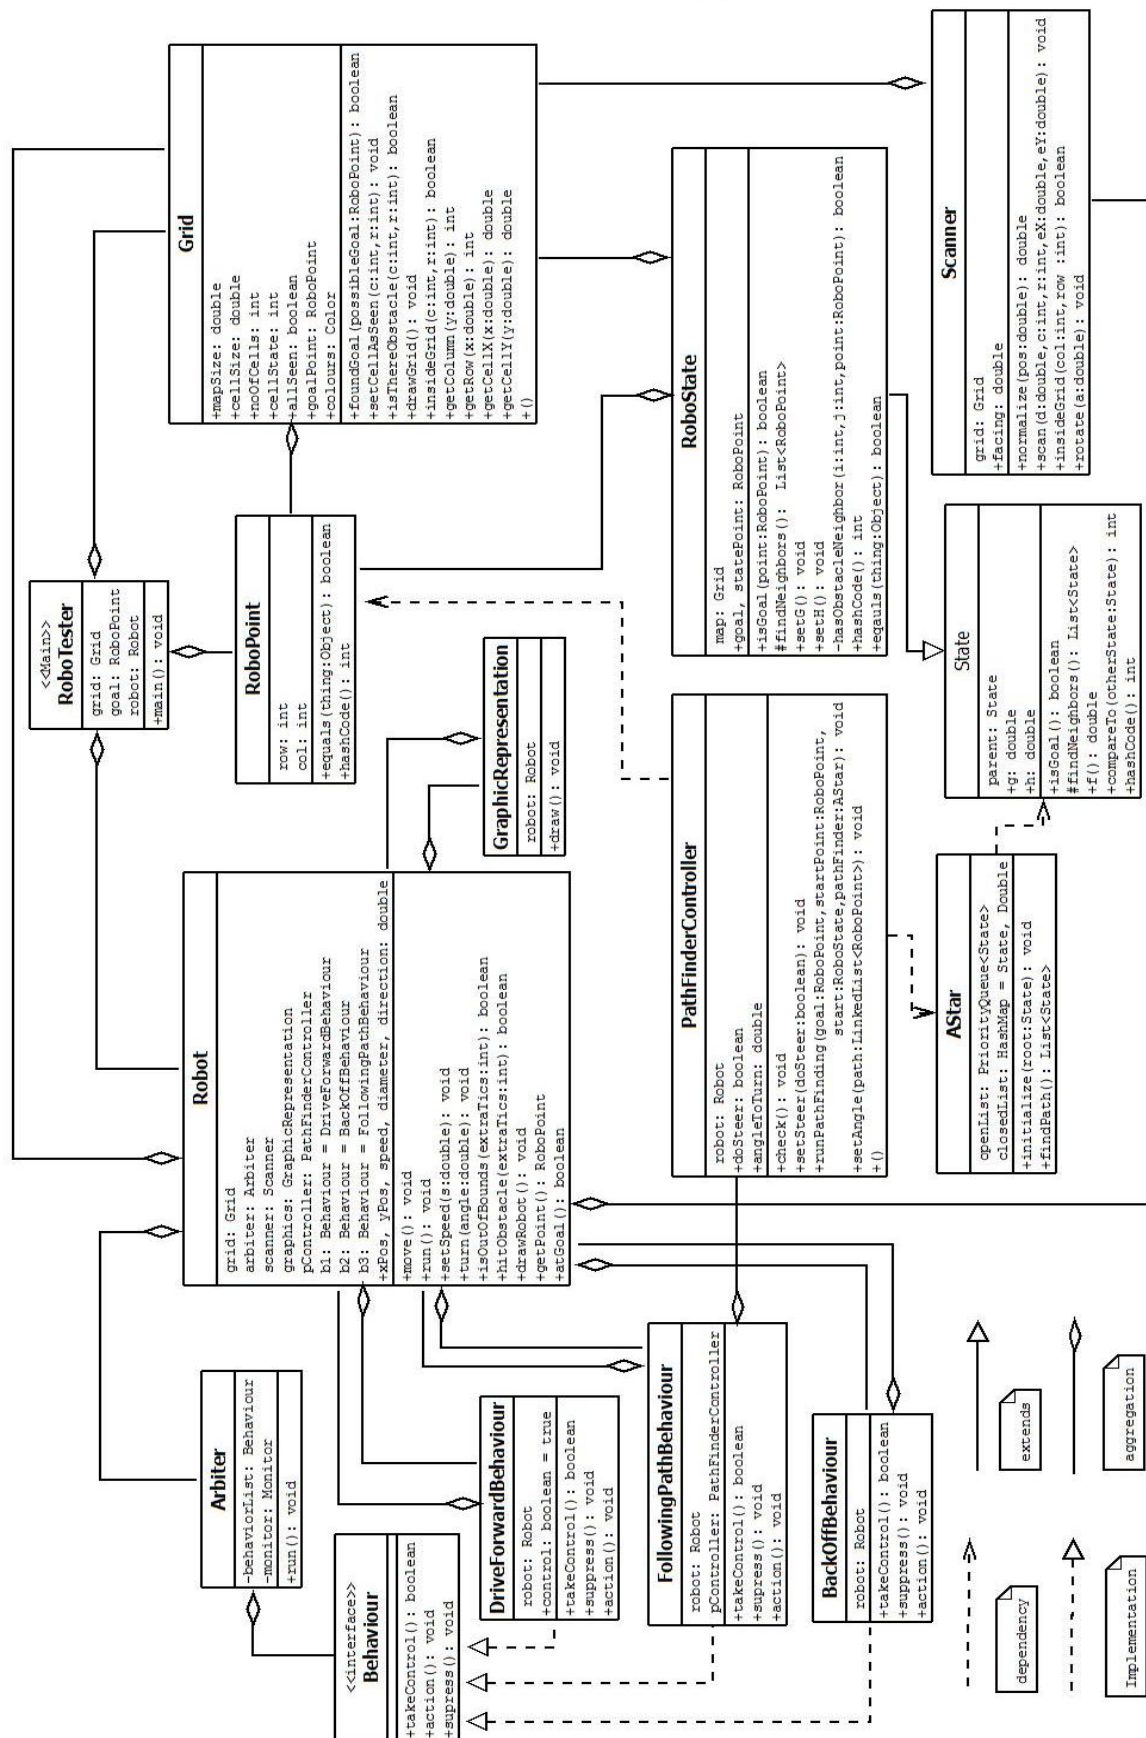 <<Main>>
RoboTester
grid: Grid
goal: RoboPoint
robot: Robot
+main(): void
Grid
+mapSize: double
+cellSize: double
+noOfCells: int
+cellState: int
+allSeen: boolean
+goalPoint: RoboPoint
+colours: Color
+foundGoal(possibleGoal:RoboPoint): boolean
+setCellAsSeen(c:int,r:int): void
+isThereObstacle(c:int,r:int): boolean
+drawGrid(): void
+insideGrid(c:int,r:int): boolean
+getColumn(y:double): int
+getRow(x:double): int
+getCellX(x:double): double
+getCellY(y:double): double
+()
RoboPoint
row: int
col: int
+equals(thing:Object): boolean
+hashCode(): int
Robot
grid: Grid
arbiter: Arbiter
scanner: Scanner
graphics: GraphicRepresentation
pController: PathFinderController
b1: Behaviour = DriveForwardBehaviour
b2: Behaviour = BackOffBehaviour
b3: Behaviour = FollowingPathBehaviour
+xPos, yPos, speed, diameter, direction: double
+move(): void
+run(): void
+setSpeed(s:double): void
+turn(angle:double): void
+isOutOfBounds(extraTics:int): boolean
+hitObstacle(extraTics:int): boolean
+drawRobot(): void
+getPoint(): RoboPoint
+atGoal(): boolean
GraphicRepresentation
robot: Robot
+draw(): void
Arbiter
-behaviorList: Behaviour
-monitor: Monitor
+run(): void
<<interface>>
Behaviour
+takeControl(): boolean
+action(): void
+supress(): void
DriveForwardBehaviour
robot: Robot
+control: boolean = true
+takeControl(): boolean
+suppress(): void
+action(): void
FollowingPathBehaviour
robot: Robot
pController: PathFinderController
+takeControl(): boolean
+supress(): void
+action(): void
BackOffBehaviour
robot: Robot
+takeControl(): boolean
+suppress(): void
+action(): void
PathFinderController
robot: Robot
+doSteer: boolean
+angleToTurn: double
+check(): void
+setSteer(doSteer:boolean): void
+runPathFinding(goal:RoboPoint,startPoint:RoboPoint,
start:RoboState,pathFinder:AStar): void
+setAngle(path:LinkedList<RoboPoint>): void
+()
RoboState
map: Grid
+goal, statePoint: RoboPoint
+isGoal(point:RoboPoint): boolean
#findNeighbors(): List<RoboPoint>
+setG(): void
+setH(): void
-hasObstacleNeighbor(i:int,j:int,point:RoboPoint): boolean
+hashCode(): int
+eqauls(thing:Object): boolean
Scanner
grid: Grid
+facing: double
+normalize(pos:double): double
+scan(d:double,c:int,r:int,eX:double,eY:double): void
+insideGrid(col:int,row :int): boolean
+rotate(a:double): void
State
parent: State
+g: double
+h: double
+isGoal(): boolean
#findNeighbors(): List<State>
+f(): double
+compareTo(otherState:State): int
+hashCode(): int
AStar
openList: PriorityQueue<State>
closedList: HashMap = State, Double
+initialize(root:State): void
+findPath(): List<State>
dependency
extends
Implementation
aggregation